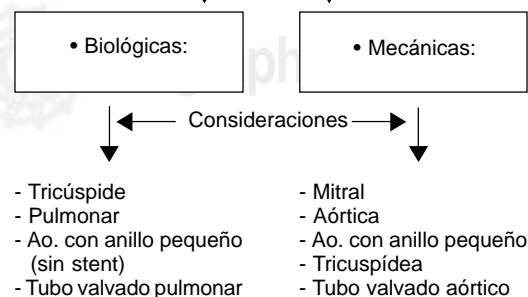 • Biológicas:
• Mecánicas:
Consideraciones
- Tricúspide
- Pulmonar
- Ao. con anillo pequeño
(sin stent)
- Tubo valvado pulmonar
- Mitral
- Aórtica
- Ao. con anillo pequeño
- Tricuspídea
- Tubo valvado aórtico